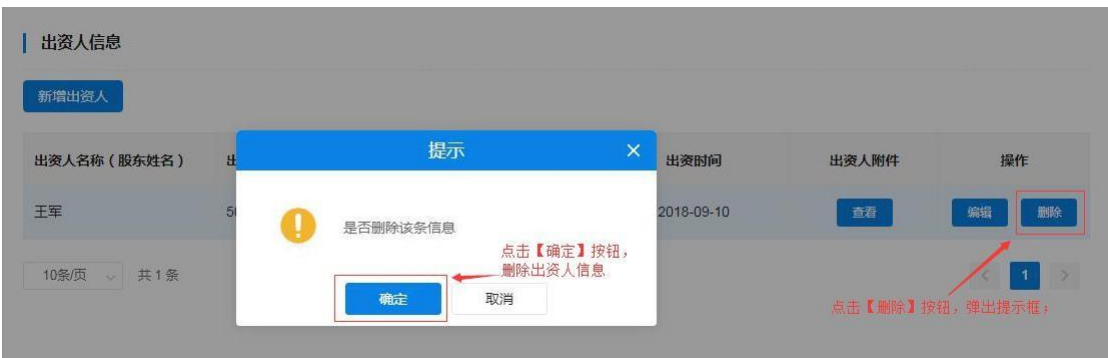 出资人信息
新增出资人
提示
出资人名称(股东姓名)
出资时间
出资人附件
操作
王军
2018-09-10
查看
编辑
删除
是否删除该条信息
点击【确定】按钮,
删除出资人信息
确定
取消
10条/页
共 1 条
< 1 >
点击【删除】按钮,弹出提示框;